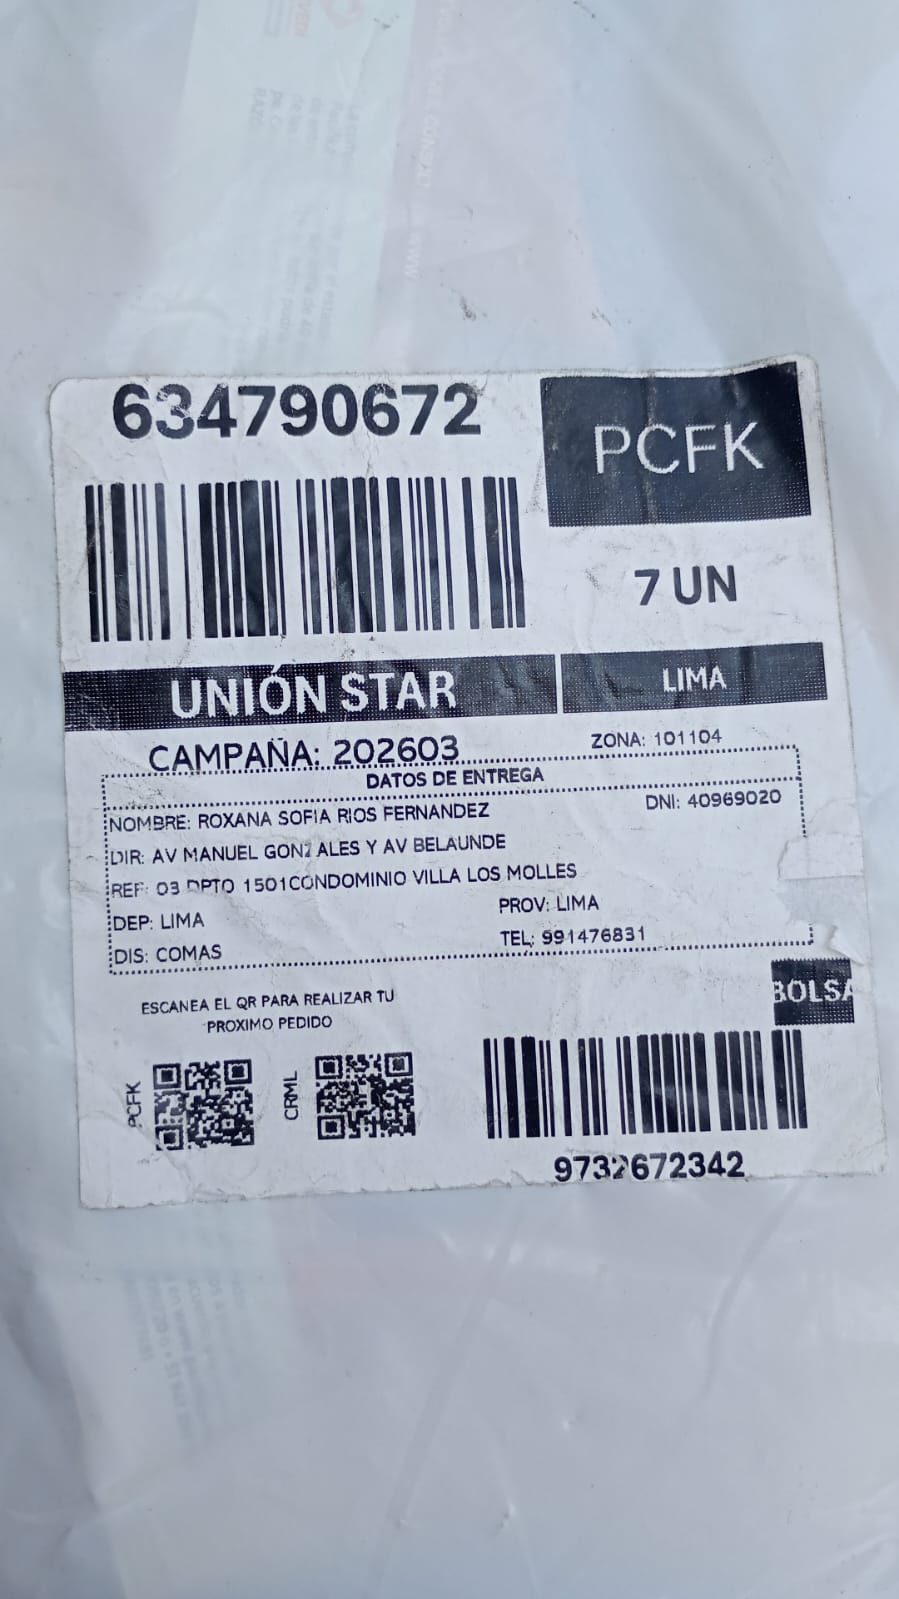 634790672
PCFK
7 UN
UNIÓN STAR
LIMA
CAMPAÑA: 202603
ZONA: 101104
DATOS DE ENTREGA
NOMBRE: ROXANA SOFIA RIOS FERNANDEZ
DNI: 40969020
DIR: AV MANUEL GONZALES Y AV BELAUNDE
REF: 03 DPTO 1501CONDOMINIO VILLA LOS MOLLES
DEP: LIMA
PROV: LIMA
DIS: COMAS
TEL: 991476831
BOLSA
ESCANEA EL QR PARA REALIZAR TU
PROXIMO PEDIDO
PCFK
CRML
9732672342